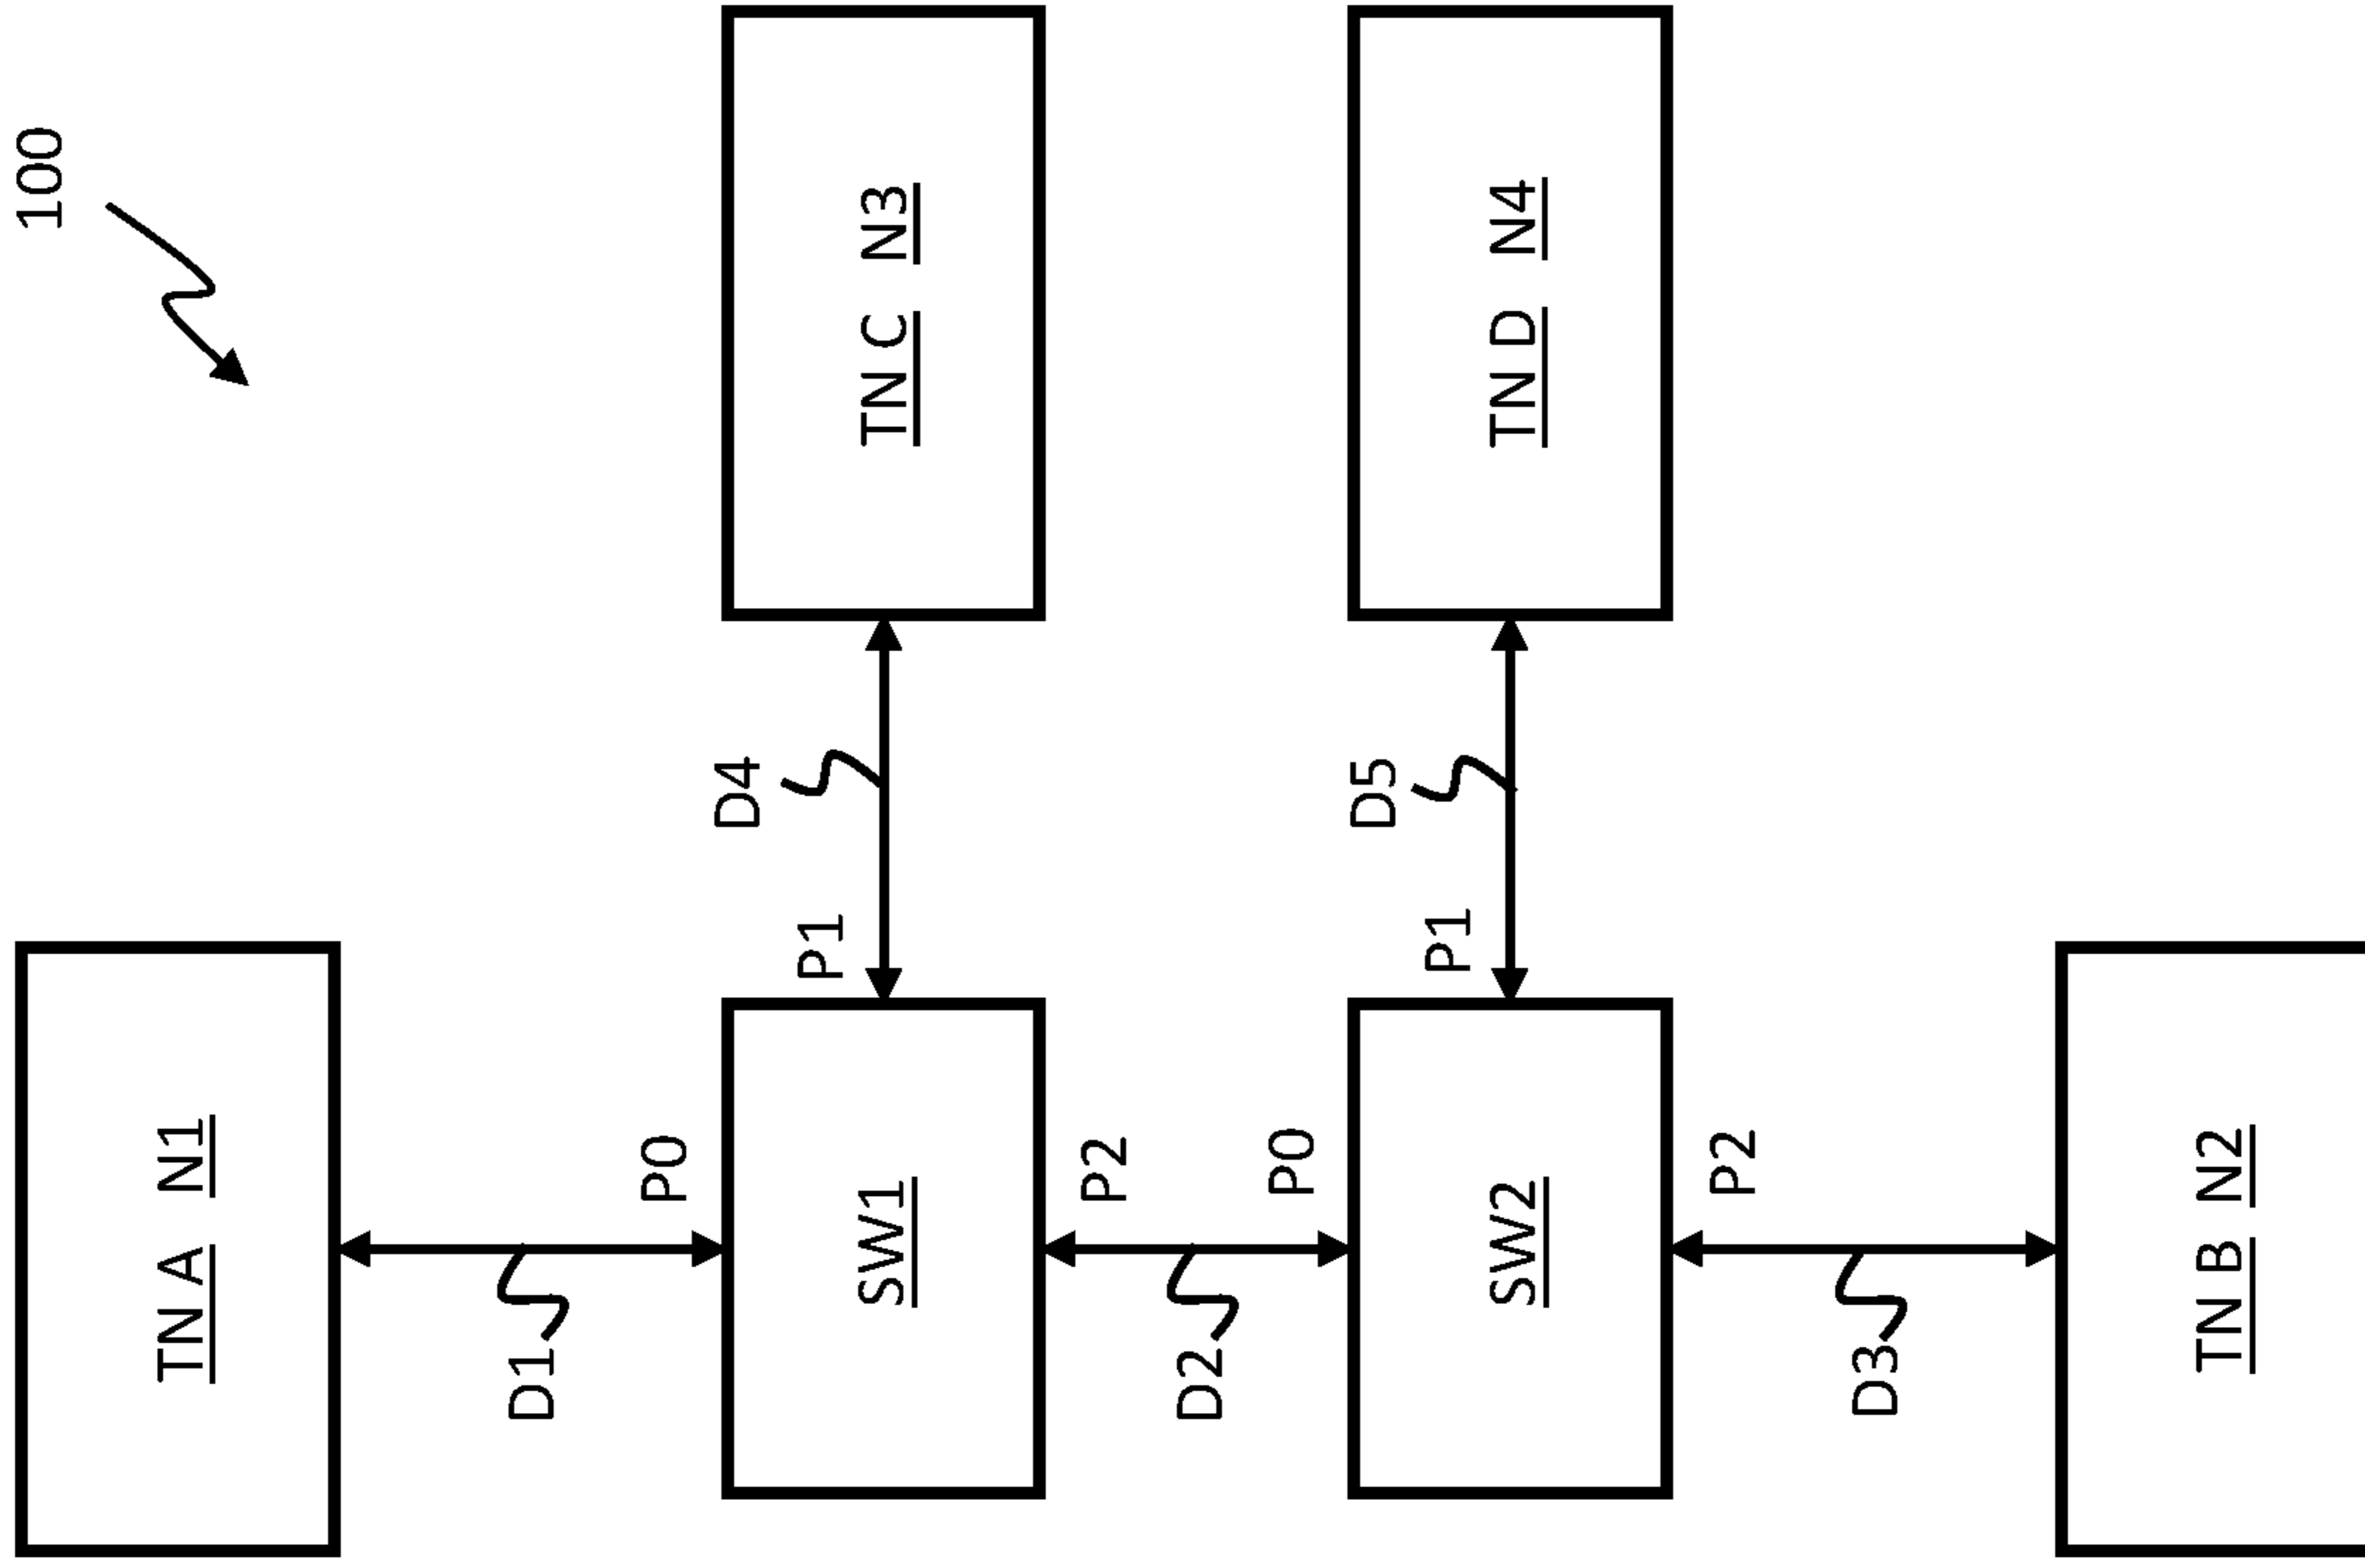 100
TN A N1
D1
P0
SW1
P1
D4
TN C N3
P2
D2
P0
SW2
P1
D5
TN D N4
P2
D3
TN B N2